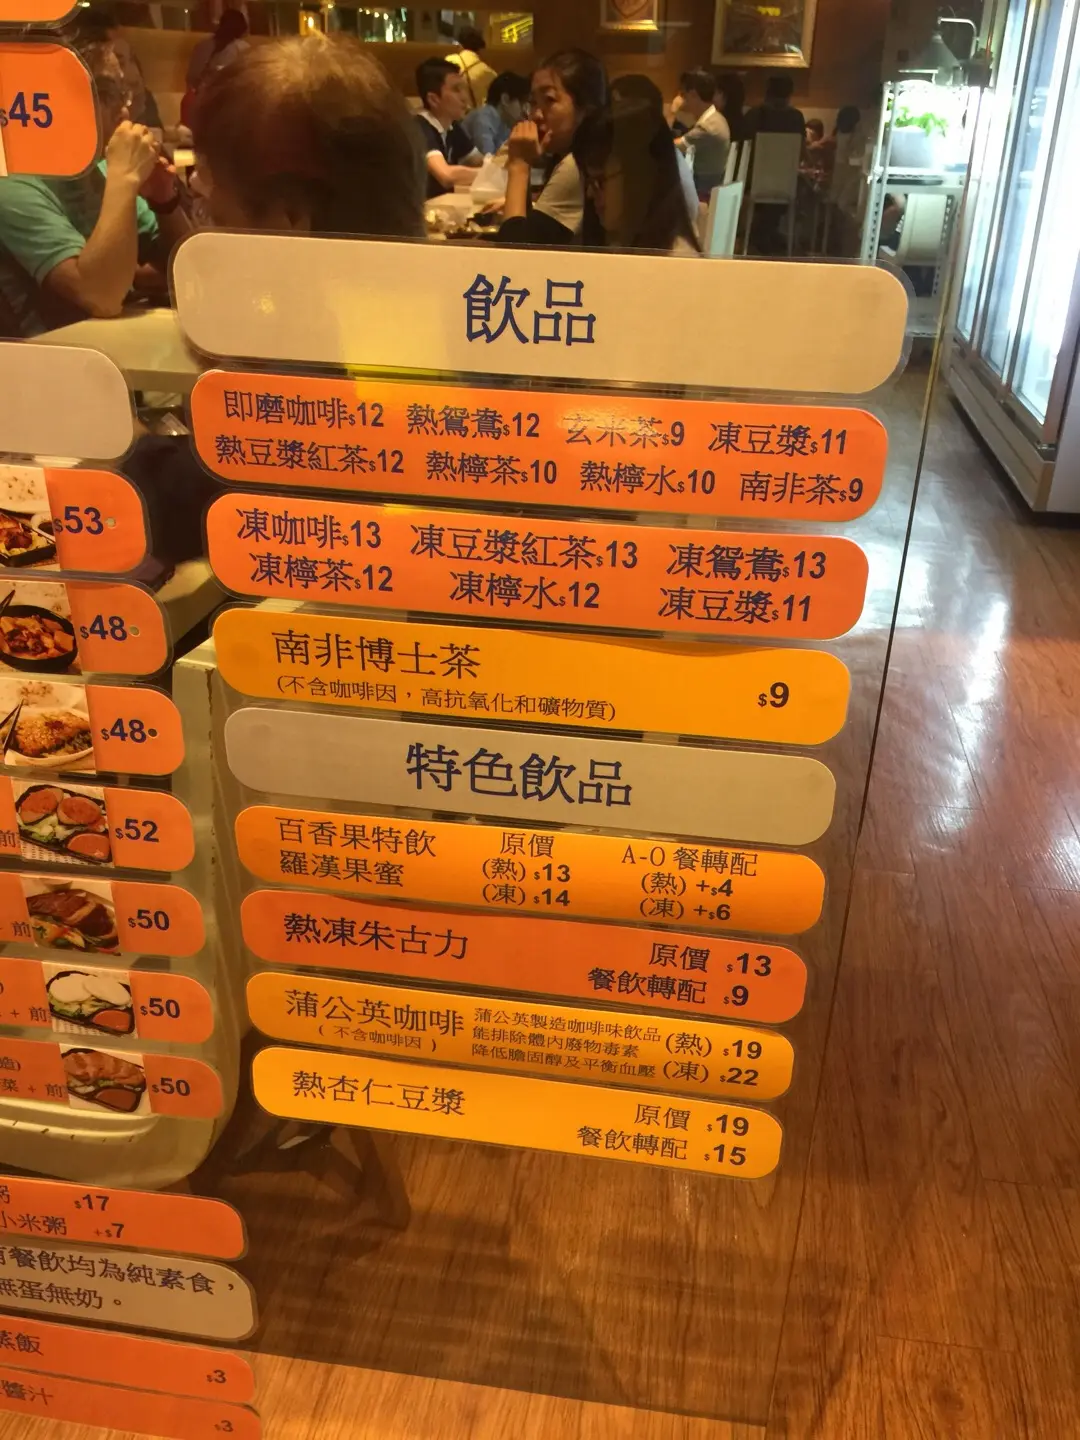 $45
飲品
即磨咖啡$12 熱鴛鴦$12 玄米茶$9 凍豆漿$11
熱豆漿紅茶$12 熱檸茶$10 熱檸水$10 南非茶$9
凍咖啡$13 凍豆漿紅茶$13 凍鴛鴦$13
凍檸茶$12 凍檸水$12 凍豆漿$11
南非博士茶 $9
(不含咖啡因，高抗氧化和礦物質)
特色飲品
百香果特飲 原價 A-O 餐轉配
羅漢果蜜 (熱) $13 (熱) +$4
(凍) $14 (凍) +$6
熱凍朱古力 原價 $13
餐飲轉配 $9
蒲公英咖啡 蒲公英製造咖啡味飲品 (熱) $19
(不含咖啡因) 能排除體內廢物毒素
降低膽固醇及平衡血壓 (凍) $22
熱杏仁豆漿 原價 $19
餐飲轉配 $15
$53
$48
$48
前 $52
+ 前 $50
+ 前 $50
菜 + 前 $50
粥 $17
小米粥 +$7
餐飲均為純素食，
無蛋無奶。
蒸飯 $3
醬汁 $3